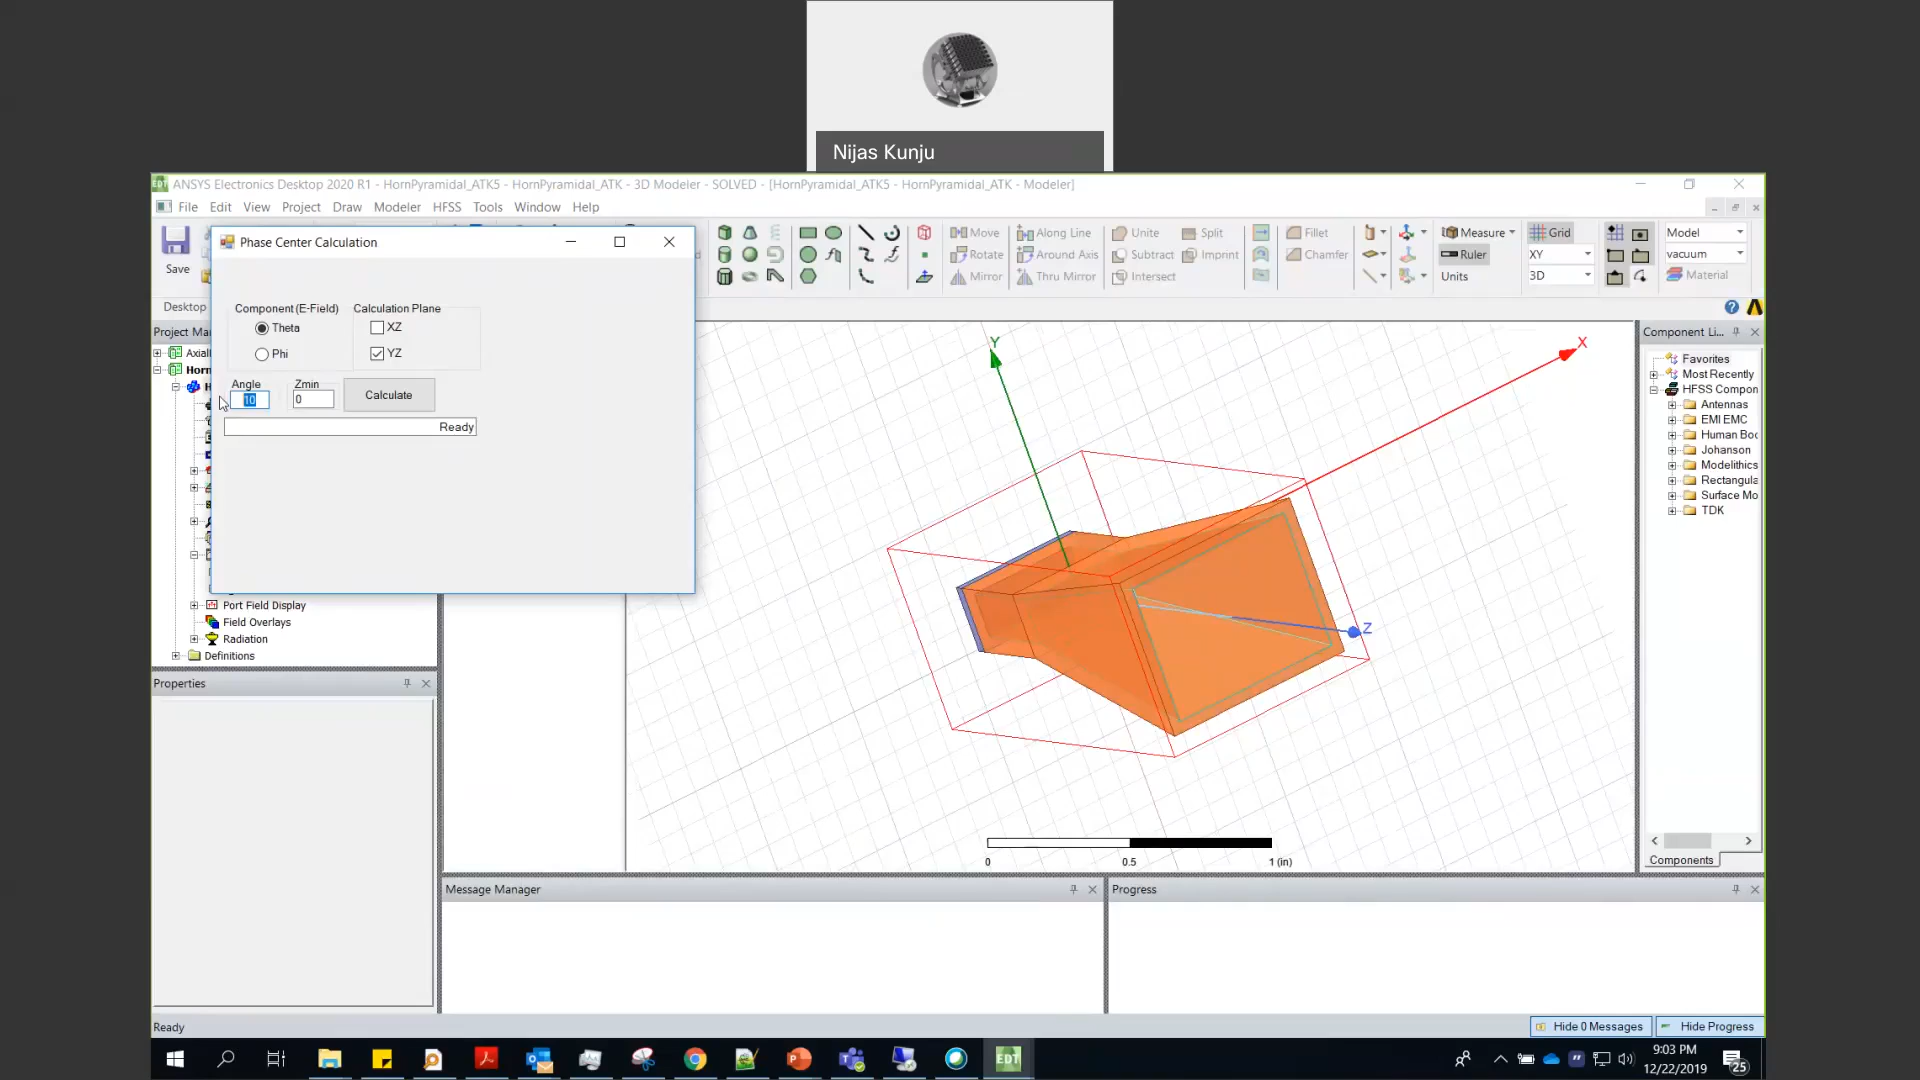 Nijas Kunju
EDT ANSYS Electronics Desktop 2020 R1 - HornPyramidal_ATK5 - HornPyramidal_ATK - 3D Modeler - SOLVED - [HornPyramidal_ATK5 - HornPyramidal_ATK - Modeler]
File Edit View Project Draw Modeler HFSS Tools Window Help
Save
Desktop
Phase Center Calculation
Component (E-Field) Calculation Plane
Theta XZ
Phi YZ
Angle Zmin
10 0 Calculate
Ready
Move Along Line Unite Split Fillet Measure Grid Model
Rotate Around Axis Subtract Imprint Chamfer Ruler XY vacuum
Mirror Thru Mirror Intersect Units 3D Material
Project Ma
Axial
Horn
H
Port Field Display
Field Overlays
Radiation
Definitions
Properties
Y
X
Z
0 0.5 1 (in)
Component Li...
Favorites
Most Recently
HFSS Compon
Antennas
EMI EMC
Human Bo
Johanson
Modelithics
Rectangula
Surface Mo
TDK
Components
Message Manager
Progress
Ready
Hide 0 Messages Hide Progress
EDT
9:03 PM
12/22/2019
25